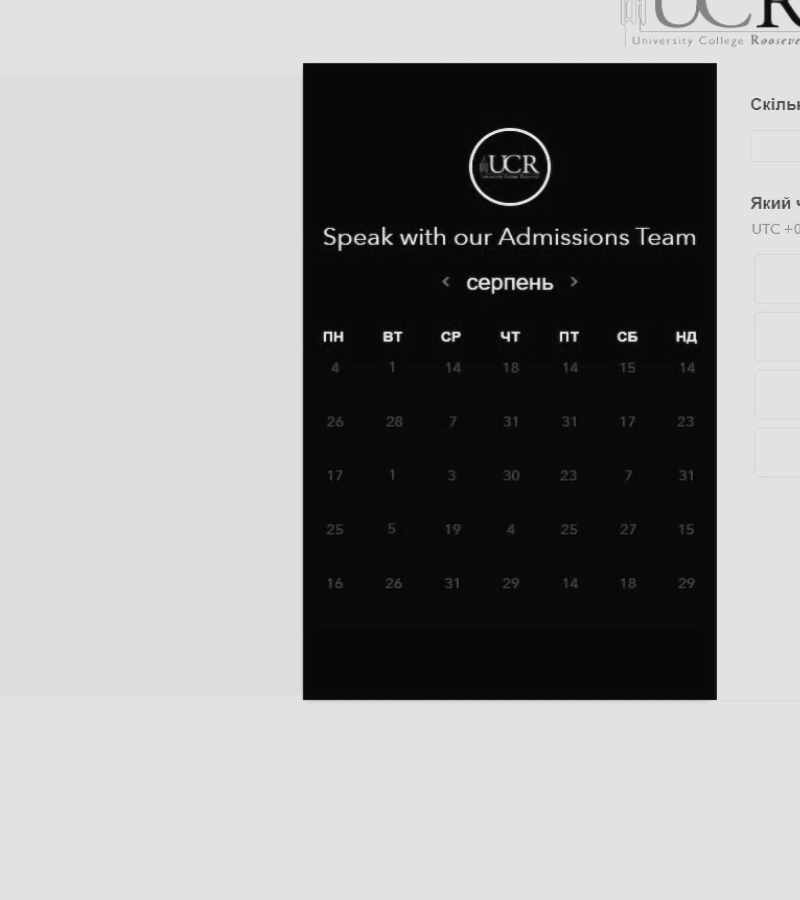 UCR
University College Rooseve
UCR
Speak with our Admissions Team
< серпень >
ПН ВТ СР ЧТ ПТ СБ НД
4 1 14 18 14 15 14
26 28 7 31 31 17 23
17 1 3 30 23 7 31
25 5 19 4 25 27 15
16 26 31 29 14 18 29
Скільк
Який ч
UTC +0